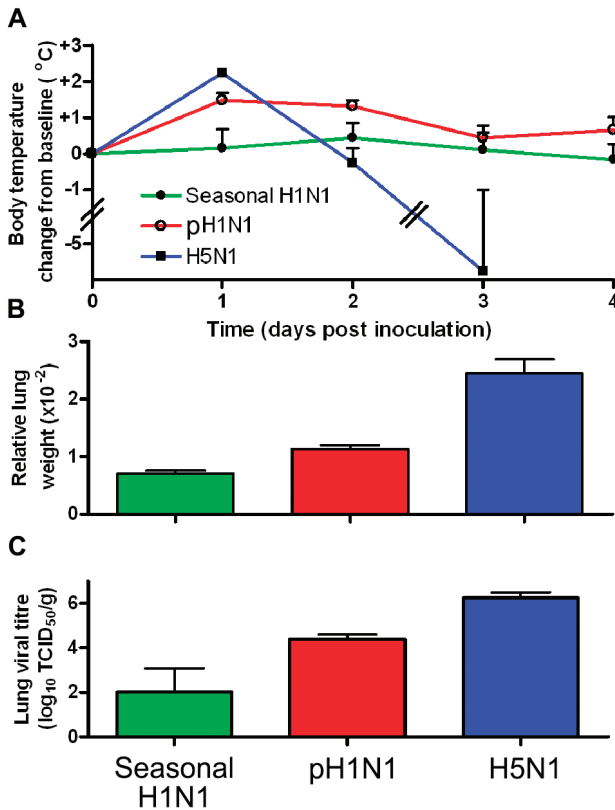 A
Body temperature
change from baseline ( °C)
+3
+2
+1
0
-1
-5
Seasonal H1N1
pH1N1
H5N1
0
1
2
3
4
Time (days post inoculation)
B
Relative lung
weight (x10-2)
3
2
1
0
C
Lung viral titre
(log10 TCID50/g)
6
4
2
0
Seasonal
H1N1
pH1N1
H5N1